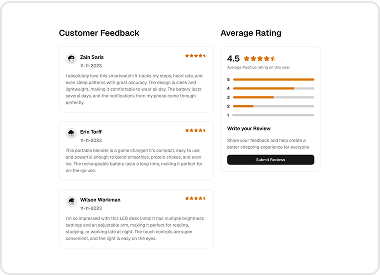 Customer Feedback
Zain Saris
11-11-2023
I absolutely love this smartwatch! It tracks my steps, heart rate, and
even sleep patterns with great accuracy. The design is sleek and
lightweight, making it comfortable to wear all day. The battery lasts
several days, and the notifications from my phone come through
perfectly.
Erin Torff
11-11-2023
This portable blender is a game changer! It's compact, easy to use,
and powerful enough to blend smoothies, protein shakes, and even
ice. The rechargeable battery lasts a long time, making it perfect for
on-the-go use.
Wilson Workman
11-11-2023
I'm so impressed with this LED desk lamp! It has multiple brightness
settings and an adjustable arm, making it perfect for reading,
studying, or working late at night. The touch controls are super
convenient, and the light is easy on the eyes.
Average Rating
4.5
Average Positive rating on this year
5
4
3
2
1
Write your Review
Share your feedback and help create a
better shopping experience for everyone
Submit Reviews